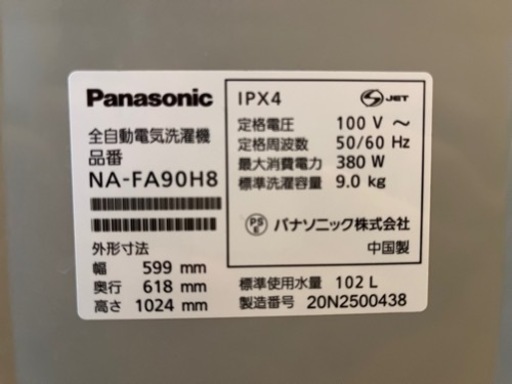 Panasonic
全自動電気洗濯機
品番
NA-FA90H8
外形寸法
幅 599 mm
奥行 618 mm
高さ 1024 mm
IPX4 S JET
定格電圧 100 V ～
定格周波数 50/60 Hz
最大消費電力 380 W
標準洗濯容量 9.0 kg
PS E パナソニック株式会社
中国製
標準使用水量 102 L
製造番号 20N2500438